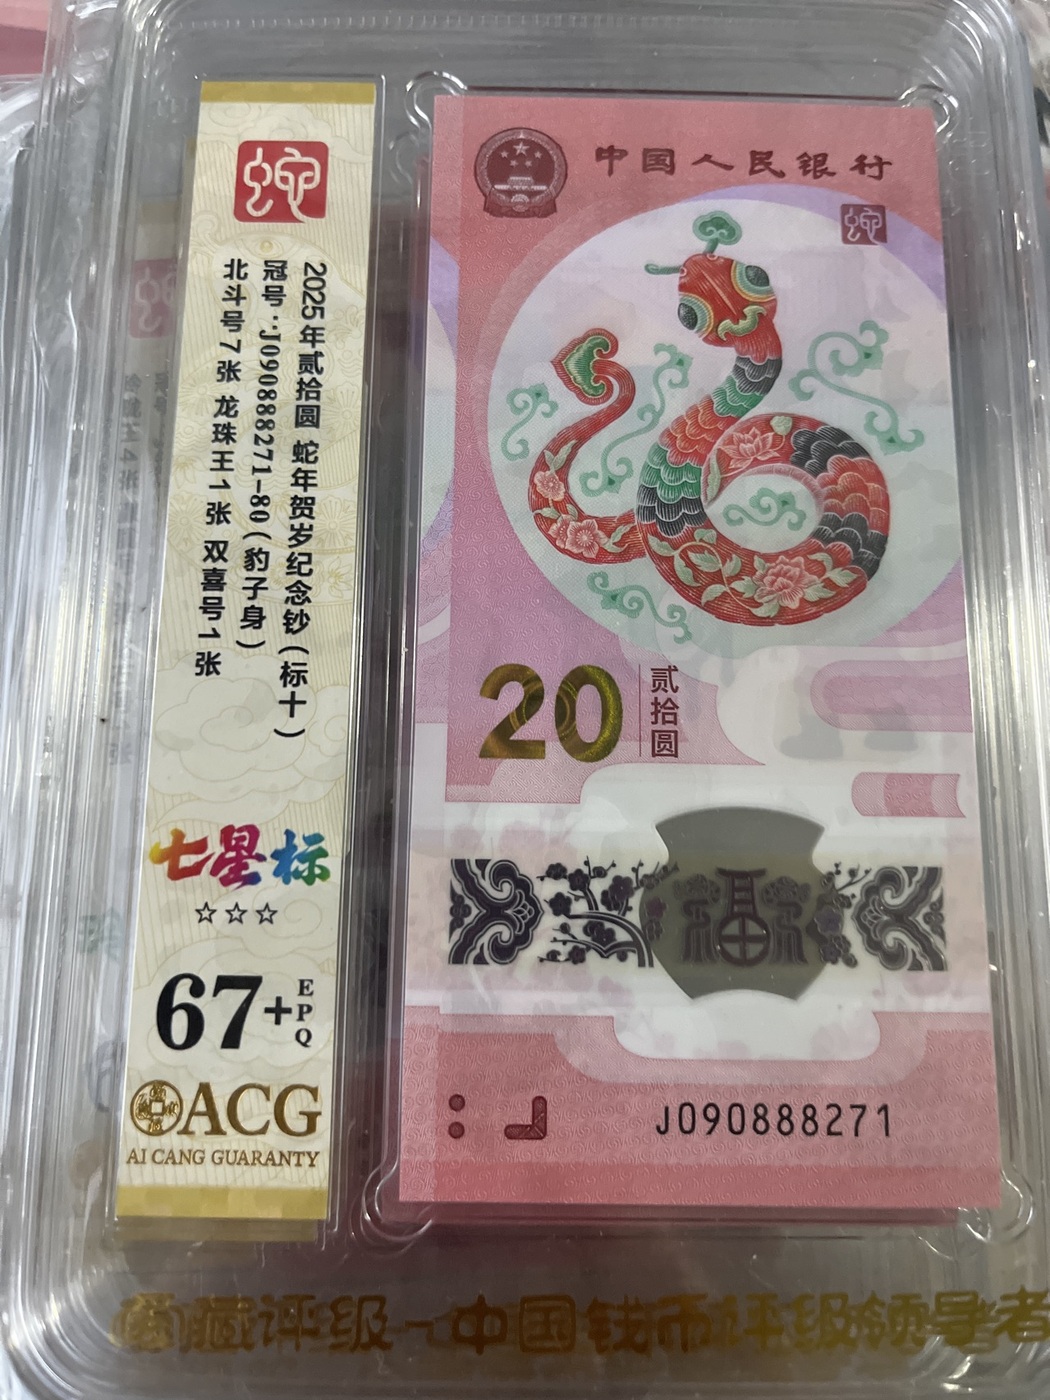 蛇
2025年贰拾圆 蛇年贺岁纪念钞（标十）
冠号：J090888271-80（豹子身）
北斗号7张 龙珠王1张 双喜号1张
七星标
☆☆☆
67+EPQ
ACG
AI CANG GUARANTY
中国人民银行
蛇
20 贰拾圆
福
J090888271
藏评级-中国钱币评级领导者